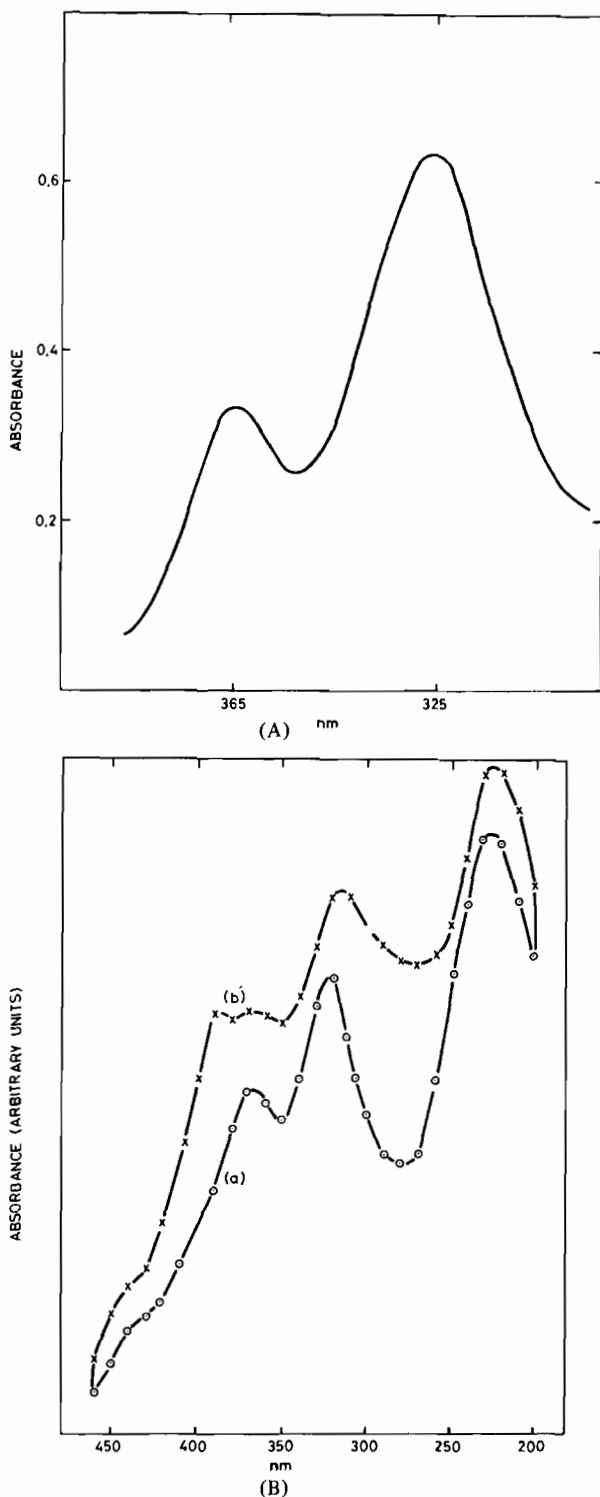 0,6
0,4
0,2
ABSORBANCE
365
325
nm
(A)
(b')
(a)
ABSORBANCE (ARBITRARY UNITS)
450
400
350
300
250
200
nm
(B)